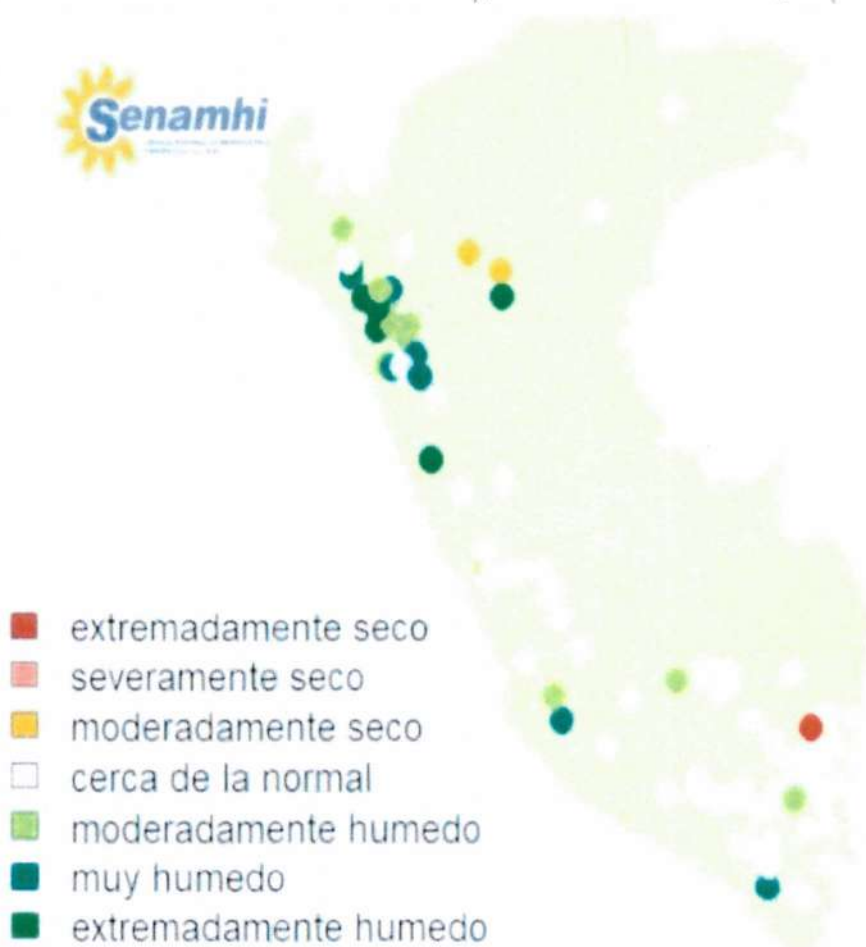 Senamhi
extremadamente seco
severamente seco
moderadamente seco
cerca de la normal
moderadamente humedo
muy humedo
extremadamente humedo